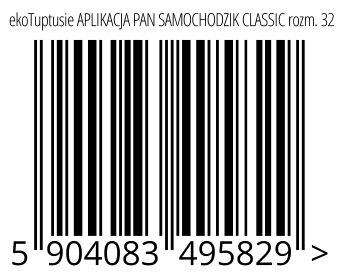 ekoTuptusie APLIKACJA PAN SAMOCHODZIK CLASSIC rozm. 32
5 904083 495829 >